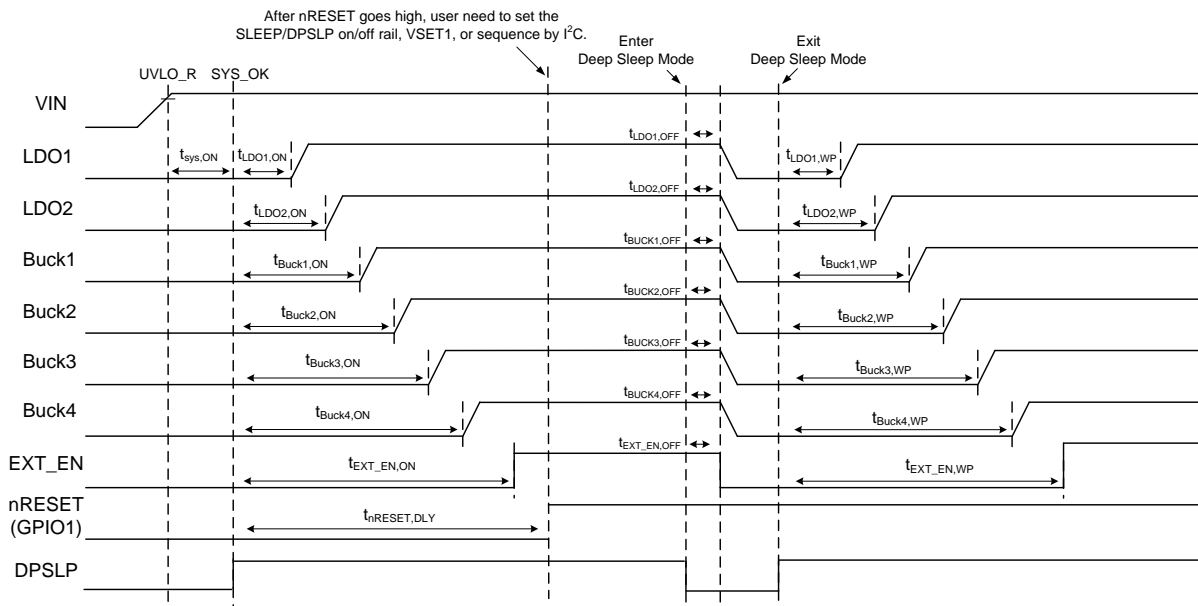 After nRESET goes high, user need to set the
SLEEP/DPSLP on/off rail, VSET1, or sequence by I²C.
Enter
Deep Sleep Mode
Exit
Deep Sleep Mode
UVLO_R SYS_OK
VIN
LDO1
tsys,ON tLDO1,ON tLDO1,OFF tLDO1,WP
LDO2
tLDO2,ON tLDO2,OFF tLDO2,WP
Buck1
tBuck1,ON tBUCK1,OFF tBuck1,WP
Buck2
tBuck2,ON tBUCK2,OFF tBuck2,WP
Buck3
tBuck3,ON tBUCK3,OFF tBuck3,WP
Buck4
tBuck4,ON tBUCK4,OFF tBuck4,WP
EXT_EN
tEXT_EN,ON tEXT_EN,OFF tEXT_EN,WP
nRESET
(GPIO1)
tnRESET,DLY
DPSLP